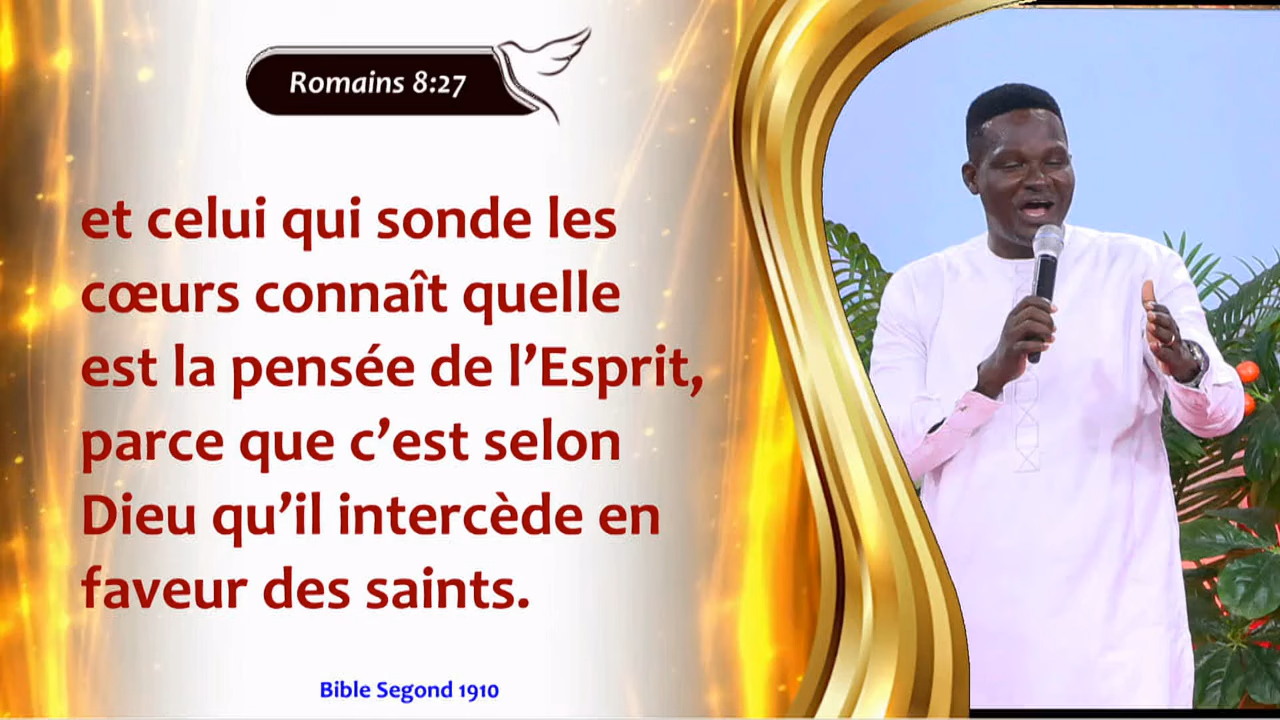 Romains 8:27
et celui qui sonde les
cœurs connaît quelle
est la pensée de l’Esprit,
parce que c’est selon
Dieu qu’il intercède en
faveur des saints.
Bible Segond 1910